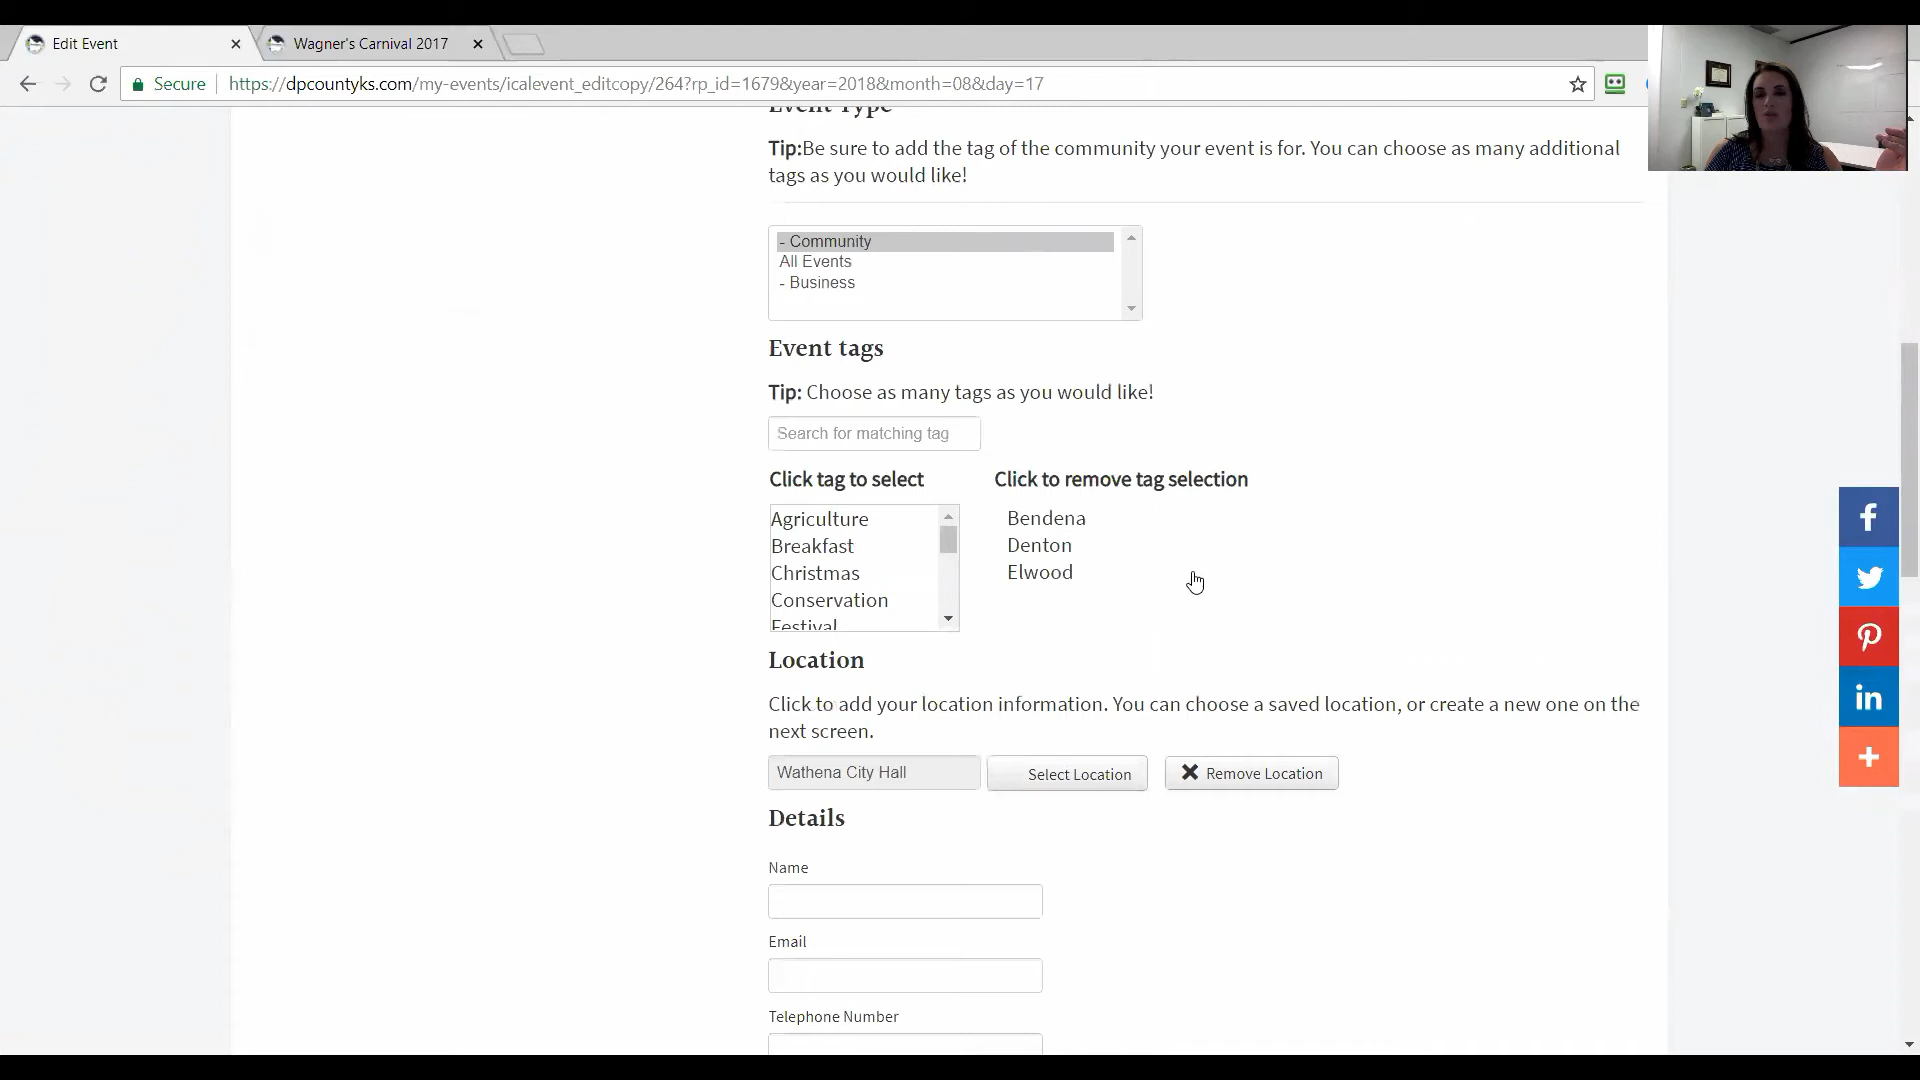 Edit Event
Wagner's Carnival 2017
Secure
https://dpcountyks.com/my-events/icalevent_editcopy/264?rp_id=1679&year=2018&month=08&day=17
Event Type
Tip:Be sure to add the tag of the community your event is for. You can choose as many additional
tags as you would like!
- Community
All Events
- Business
Event tags
Tip: Choose as many tags as you would like!
Search for matching tag
Click tag to select
Click to remove tag selection
Agriculture
Breakfast
Christmas
Conservation
Festival
Bendena
Denton
Elwood
Location
Click to add your location information. You can choose a saved location, or create a new one on the
next screen.
Wathena City Hall
Select Location
Remove Location
Details
Name
Email
Telephone Number